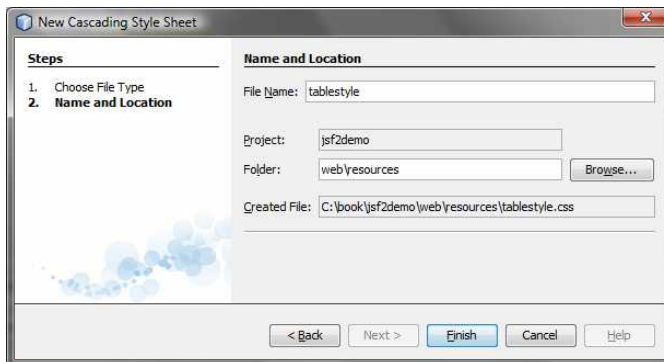 New Cascading Style Sheet
Steps
1. Choose File Type
2. Name and Location
Name and Location
File Name: tablestyle
Project: jsf2demo
Folder: web\resources Browse...
Created File: C:\book\jsf2demo\web\resources\tablestyle.css
< Back Next > Finish Cancel Help